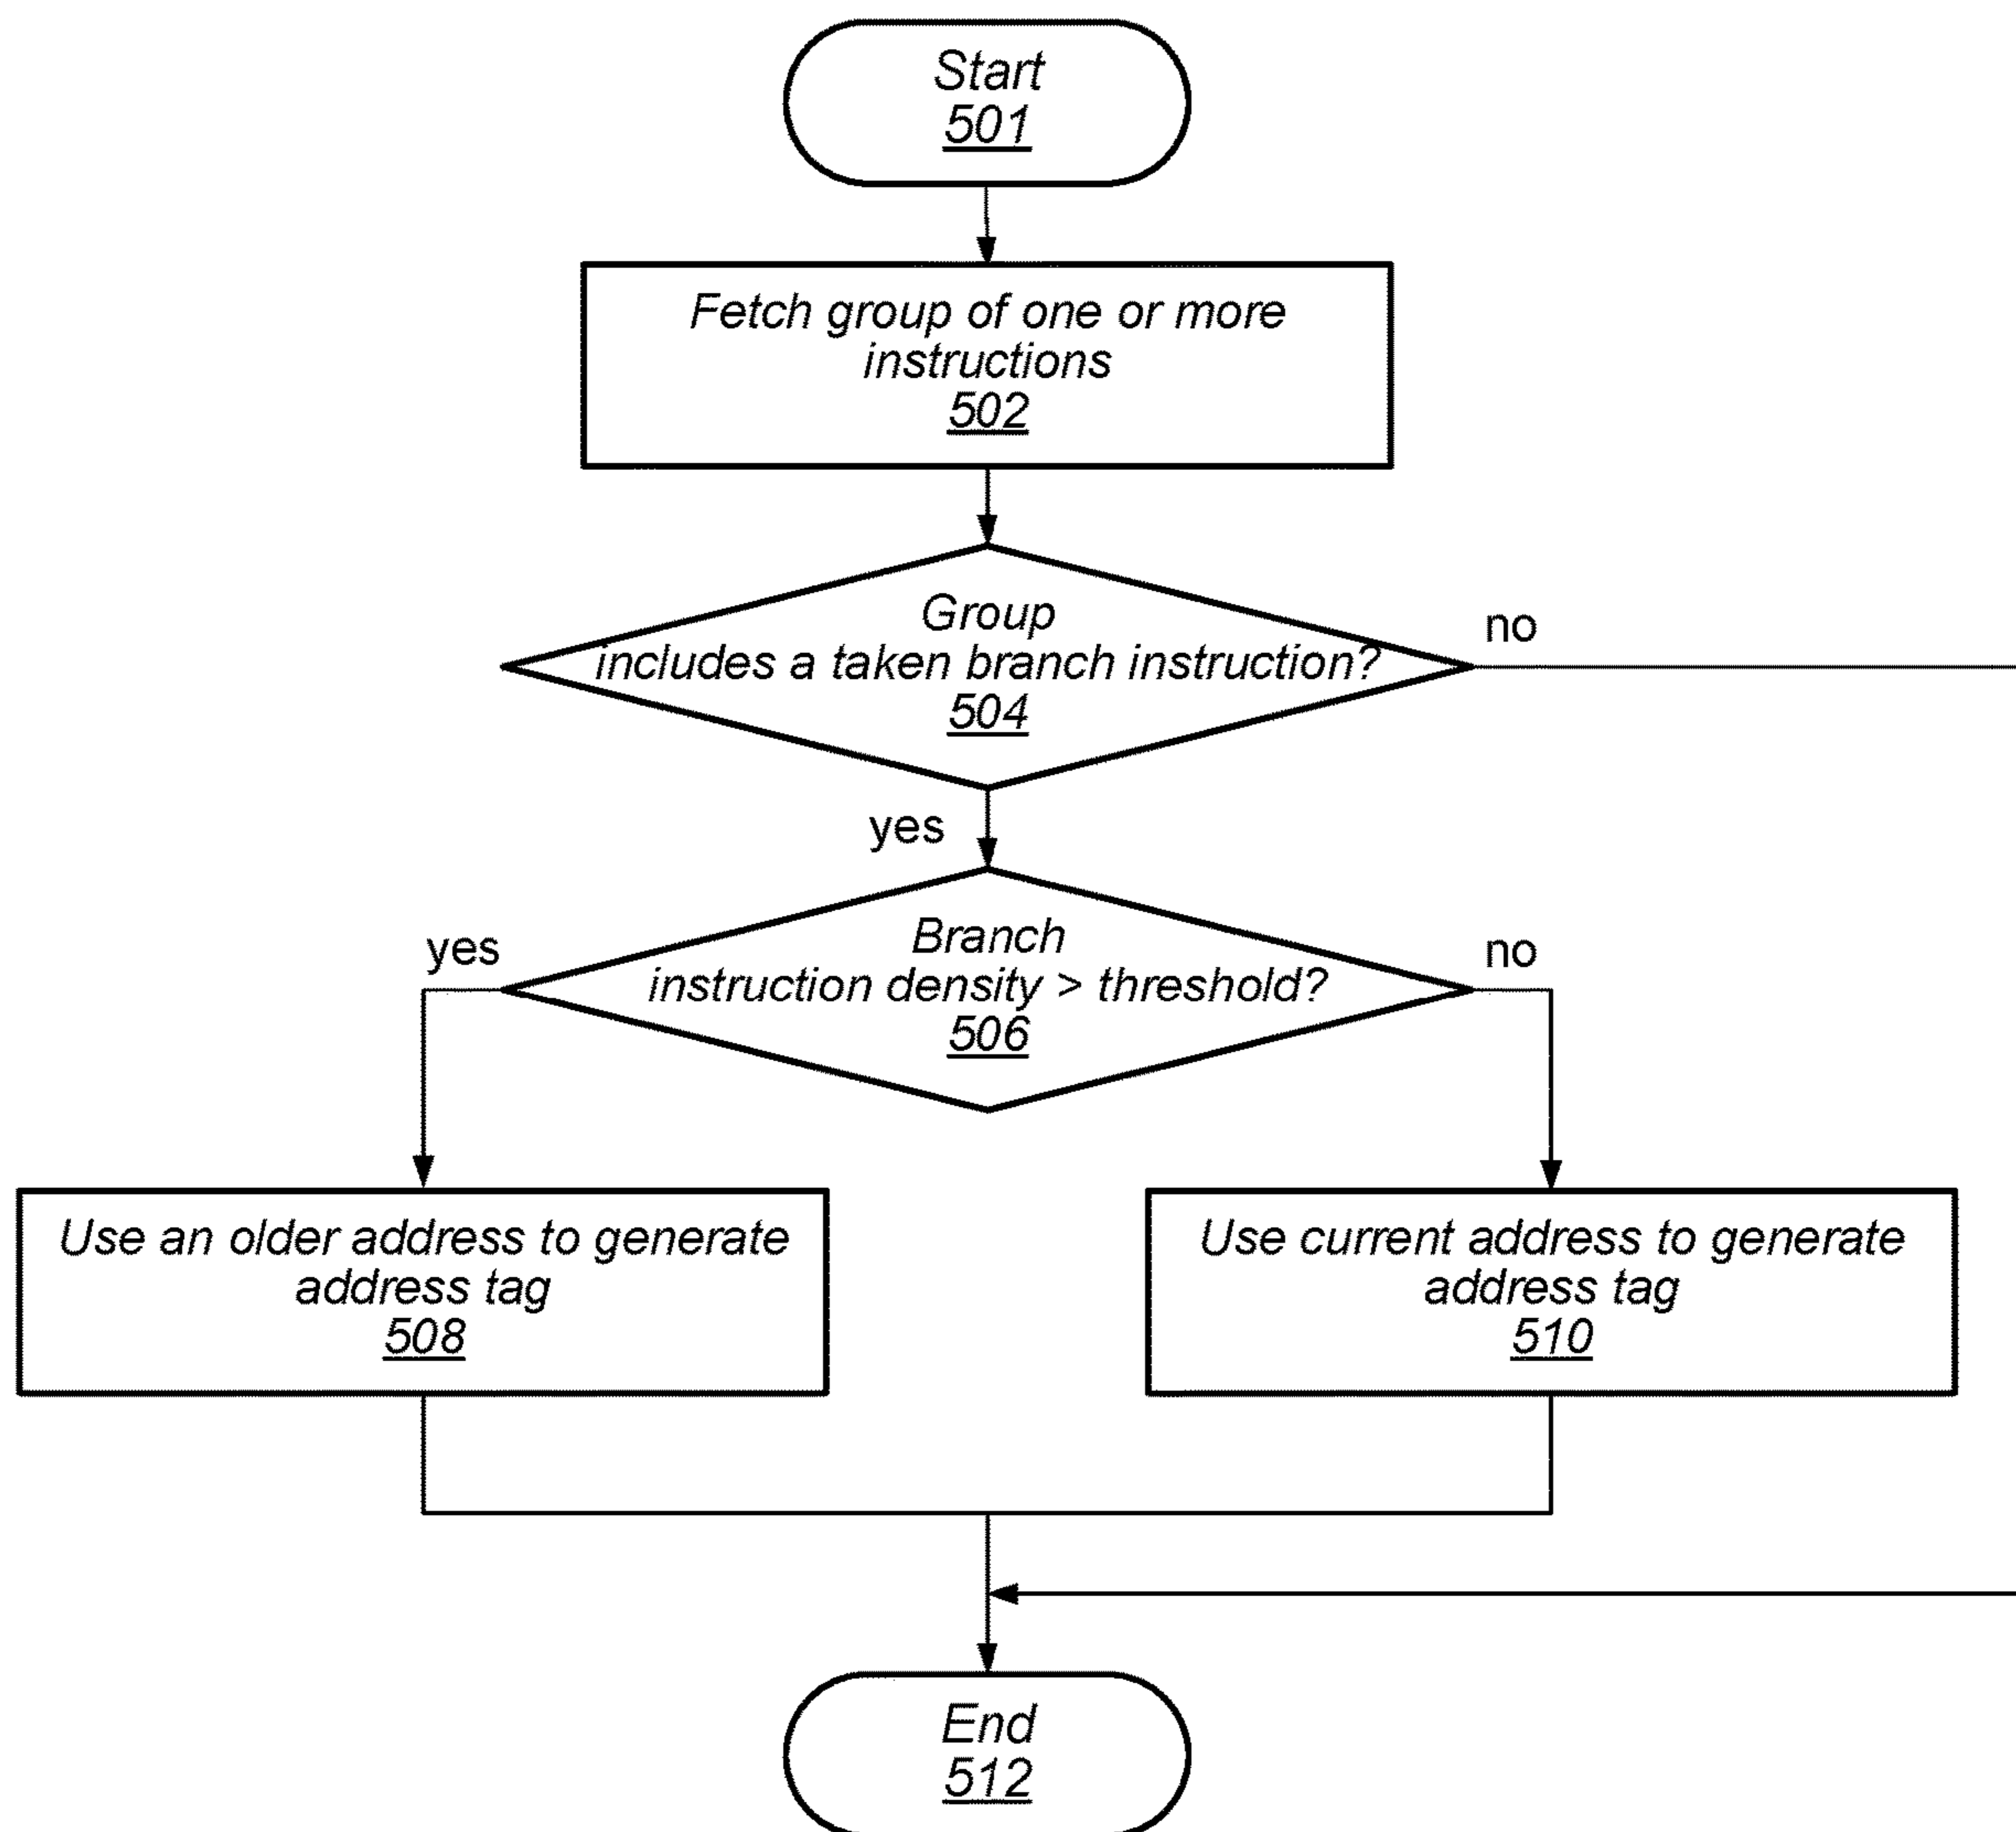 Start
501
Fetch group of one or more
instructions
502
Group
includes a taken branch instruction?
504
no
yes
Branch
instruction density > threshold?
506
yes
no
Use an older address to generate
address tag
508
Use current address to generate
address tag
510
End
512